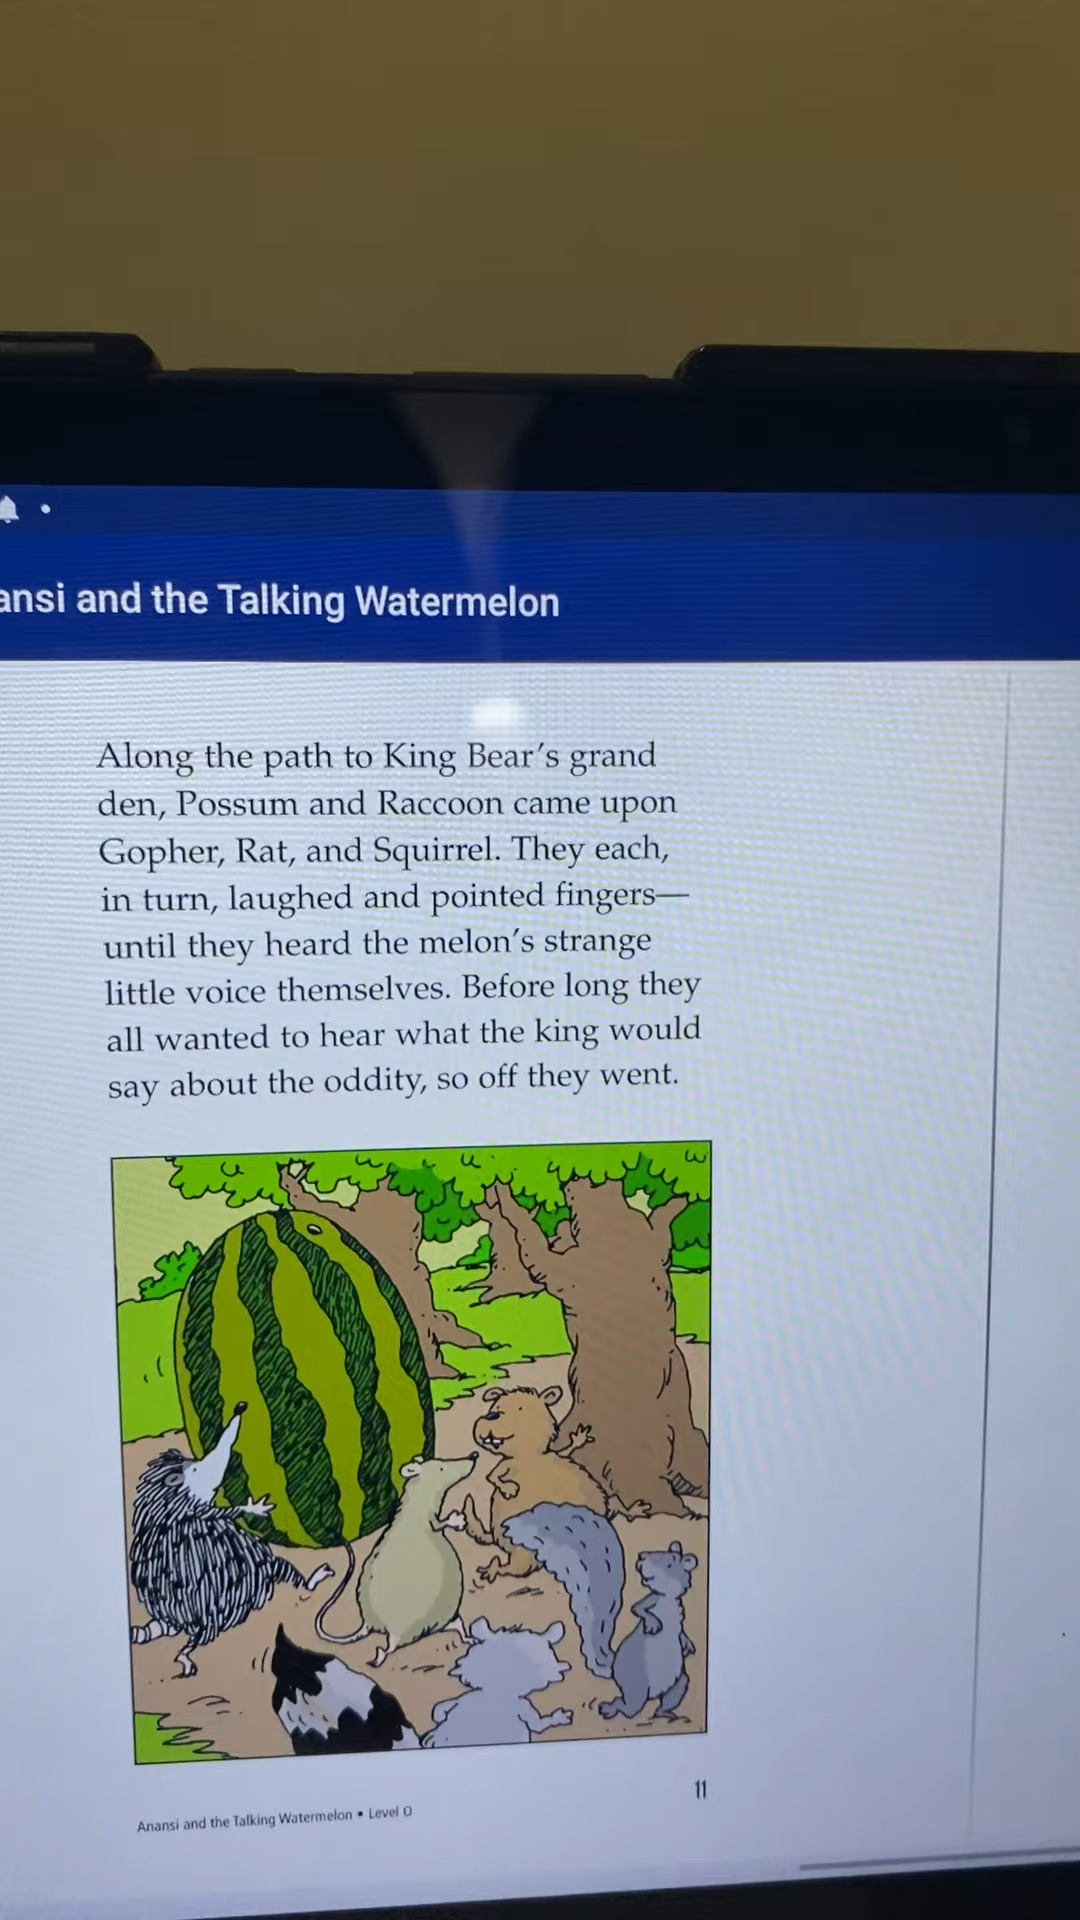 ansi and the Talking Watermelon
Along the path to King Bear's grand
den, Possum and Raccoon came upon
Gopher, Rat, and Squirrel. They each,
in turn, laughed and pointed fingers—
until they heard the melon's strange
little voice themselves. Before long they
all wanted to hear what the king would
say about the oddity, so off they went.
11
Anansi and the Talking Watermelon • Level O